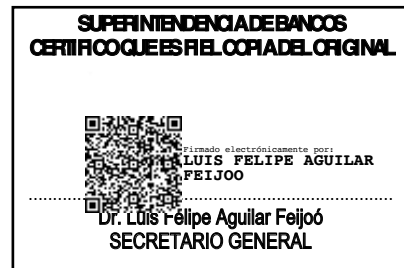 SUPERINTENDENCIA DE BANCOS
CERTIFICO QUE ES FIEL COPIA DEL ORIGINAL
Firmado electrónicamente por:
LUIS FELIPE AGUILAR
FEIJOO
Dr. Luis Felipe Aguilar Feijoó
SECRETARIO GENERAL